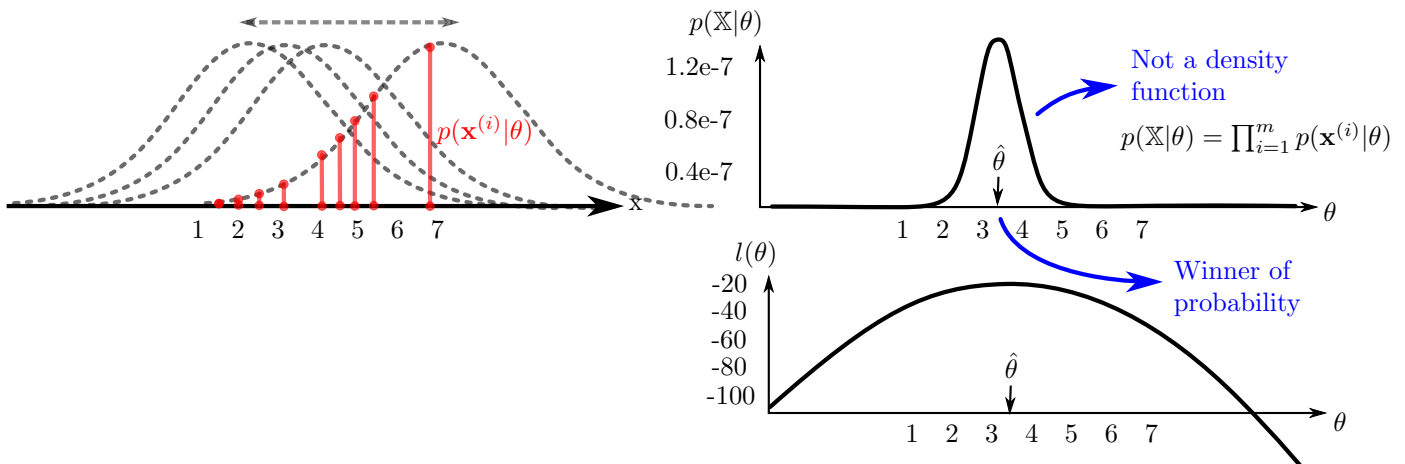 p(𝕏|θ)
1.2e-7
0.8e-7
0.4e-7
Not a density
function
p(𝕏|θ) = ∏_{i=1}^{m} p(𝐱^{(i)}|θ)
θ̂
θ
1 2 3 4 5 6 7
p(𝐱^{(i)}|θ)
x
1 2 3 4 5 6 7
l(θ)
-20
-40
-60
-80
-100
Winner of
probability
θ̂
θ
1 2 3 4 5 6 7